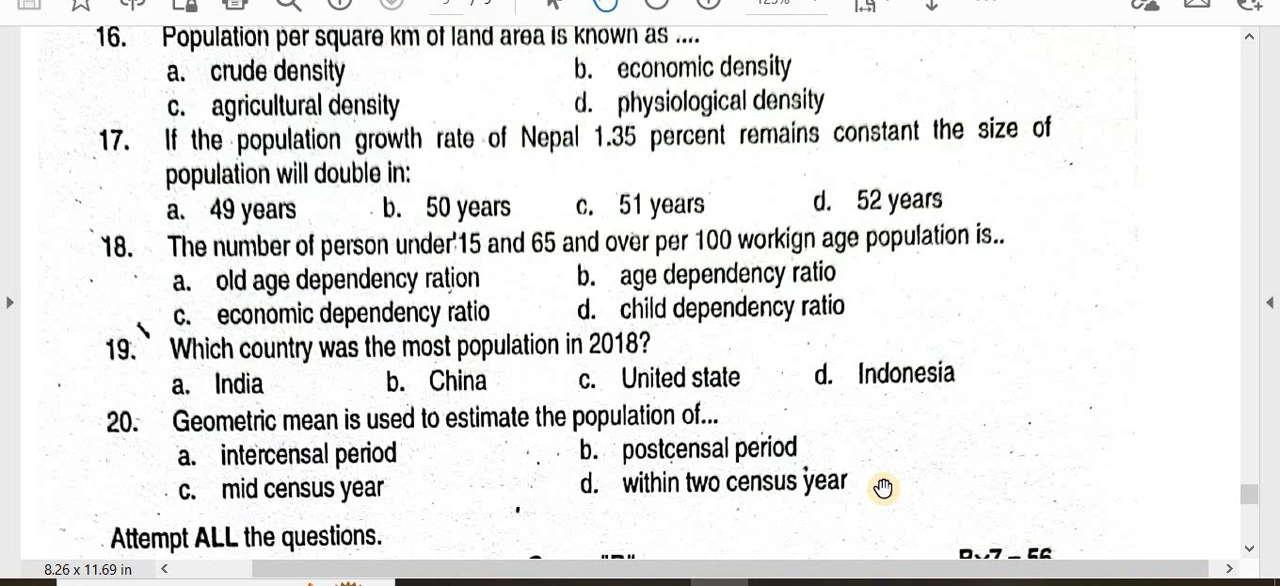 16. Population per square km of land area is known as ....
a. crude density b. economic density
c. agricultural density d. physiological density
17. If the population growth rate of Nepal 1.35 percent remains constant the size of
population will double in:
a. 49 years b. 50 years c. 51 years d. 52 years
18. The number of person under 15 and 65 and over per 100 workign age population is..
a. old age dependency ration b. age dependency ratio
c. economic dependency ratio d. child dependency ratio
19. Which country was the most population in 2018?
a. India b. China c. United state d. Indonesia
20. Geometric mean is used to estimate the population of...
a. intercensal period b. postcensal period
c. mid census year d. within two census year
Attempt ALL the questions.
8.26 x 11.69 in